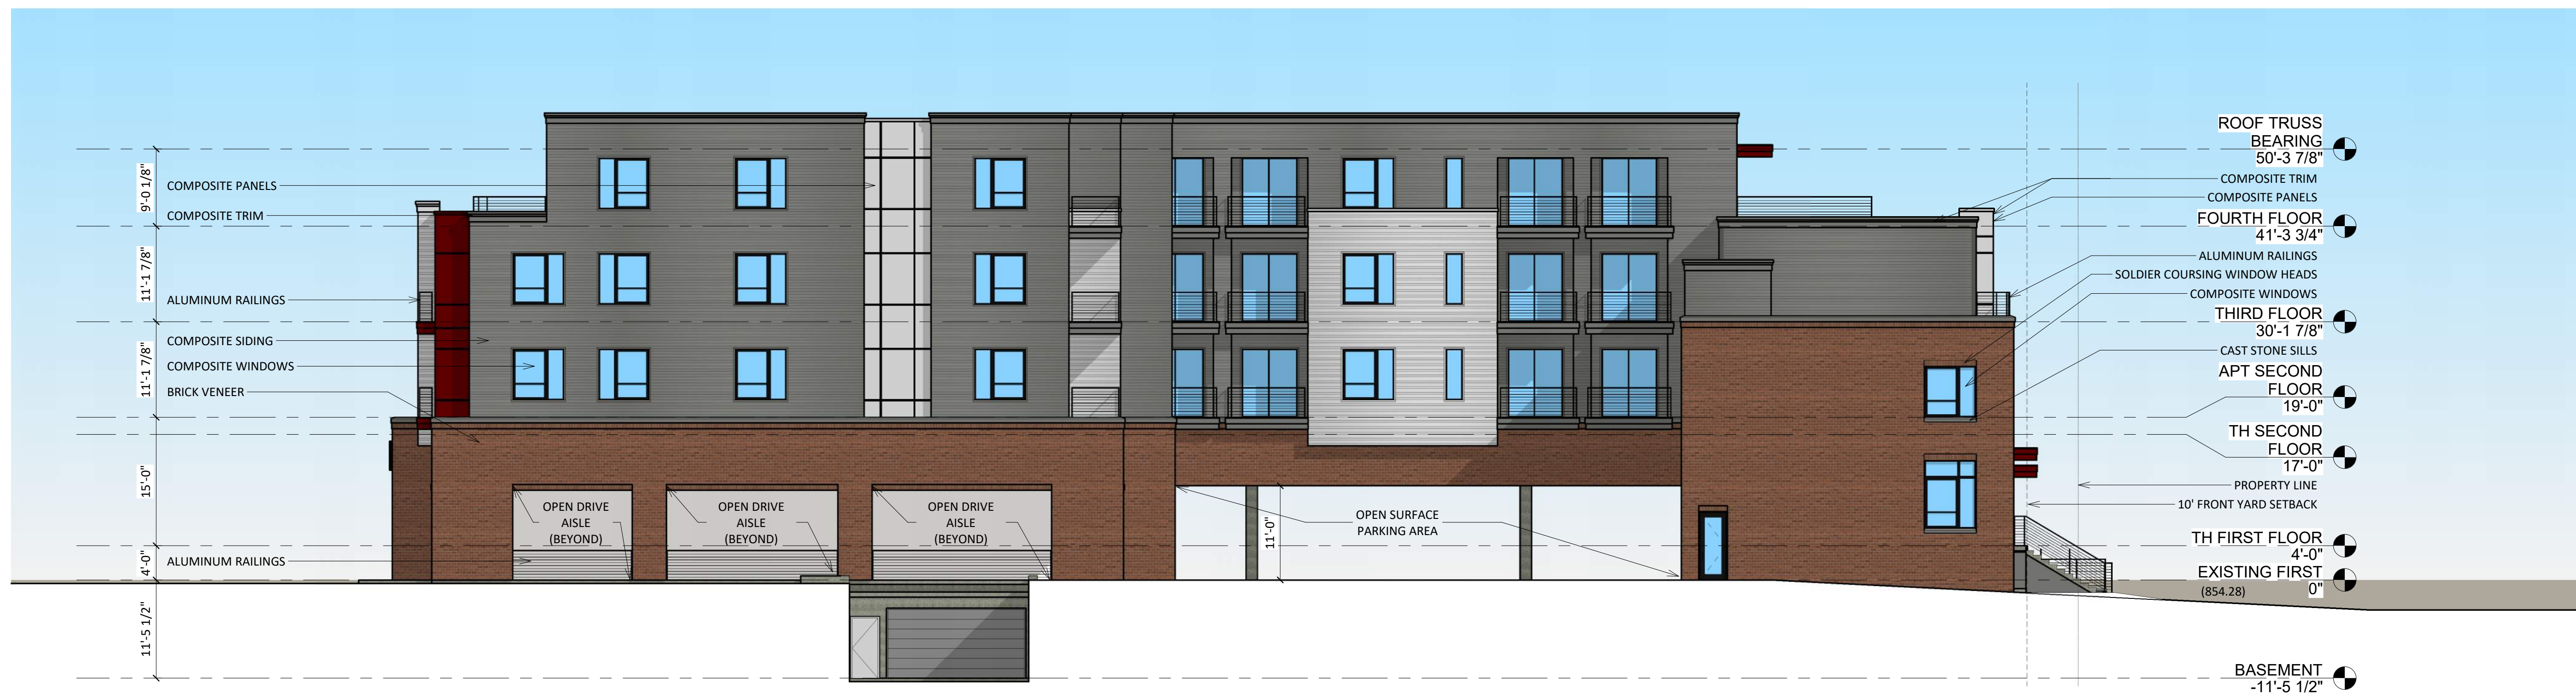 9'-0 1/8"
11'-1 7/8"
11'-1 7/8"
15'-0"
4'-0"
11'-5 1/2"
COMPOSITE PANELS
COMPOSITE TRIM
ALUMINUM RAILINGS
COMPOSITE SIDING
COMPOSITE WINDOWS
BRICK VENEER
ALUMINUM RAILINGS
OPEN DRIVE
AISLE
(BEYOND)
OPEN DRIVE
AISLE
(BEYOND)
OPEN DRIVE
AISLE
(BEYOND)
11'-0"
OPEN SURFACE
PARKING AREA
ROOF TRUSS
BEARING
50'-3 7/8"
COMPOSITE TRIM
COMPOSITE PANELS
FOURTH FLOOR
41'-3 3/4"
ALUMINUM RAILINGS
SOLDIER COURSING WINDOW HEADS
COMPOSITE WINDOWS
THIRD FLOOR
30'-1 7/8"
CAST STONE SILLS
APT SECOND
FLOOR
19'-0"
TH SECOND
FLOOR
17'-0"
PROPERTY LINE
10' FRONT YARD SETBACK
TH FIRST FLOOR
4'-0"
EXISTING FIRST
(854.28) 0"
BASEMENT
-11'-5 1/2"